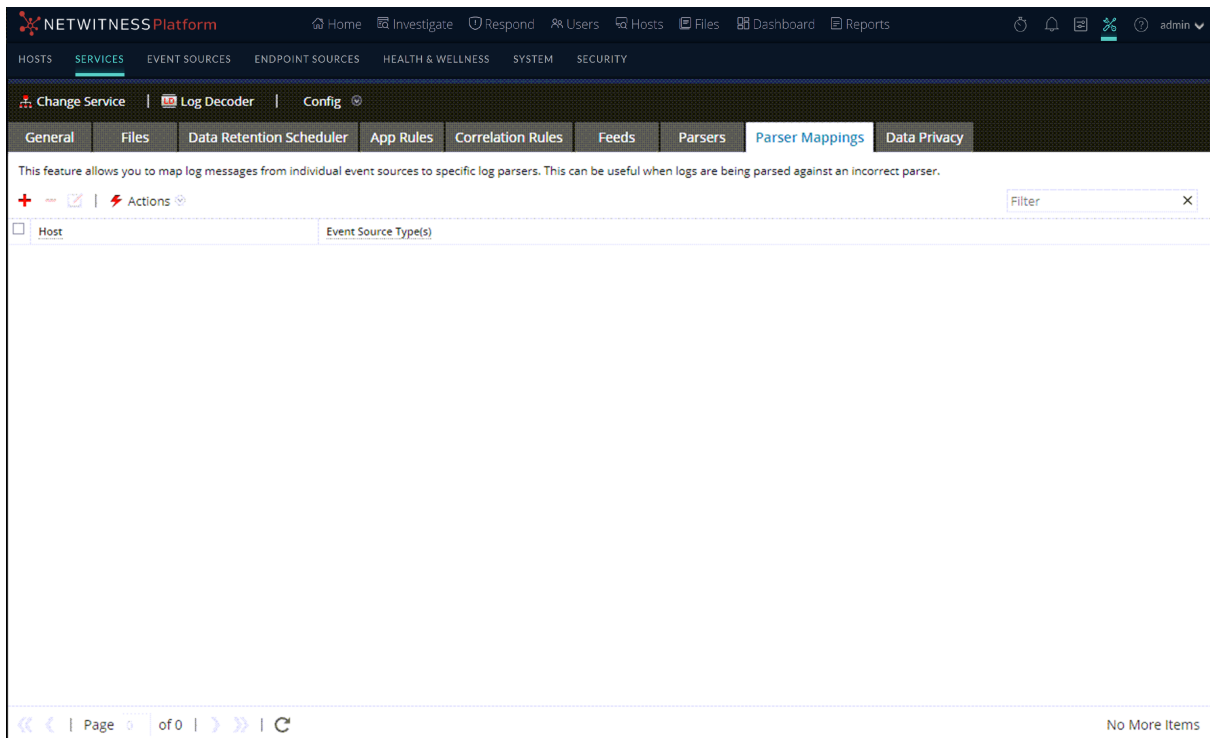 NETWITNESS Platform Home Investigate Respond Users Hosts Files Dashboard Reports admin
HOSTS SERVICES EVENT SOURCES ENDPOINT SOURCES HEALTH & WELLNESS SYSTEM SECURITY
Change Service | LD Log Decoder | Config
General Files Data Retention Scheduler App Rules Correlation Rules Feeds Parsers Parser Mappings Data Privacy
This feature allows you to map log messages from individual event sources to specific log parsers. This can be useful when logs are being parsed against an incorrect parser.
Actions Filter
Host Event Source Type(s)
Page 0 of 0 No More Items